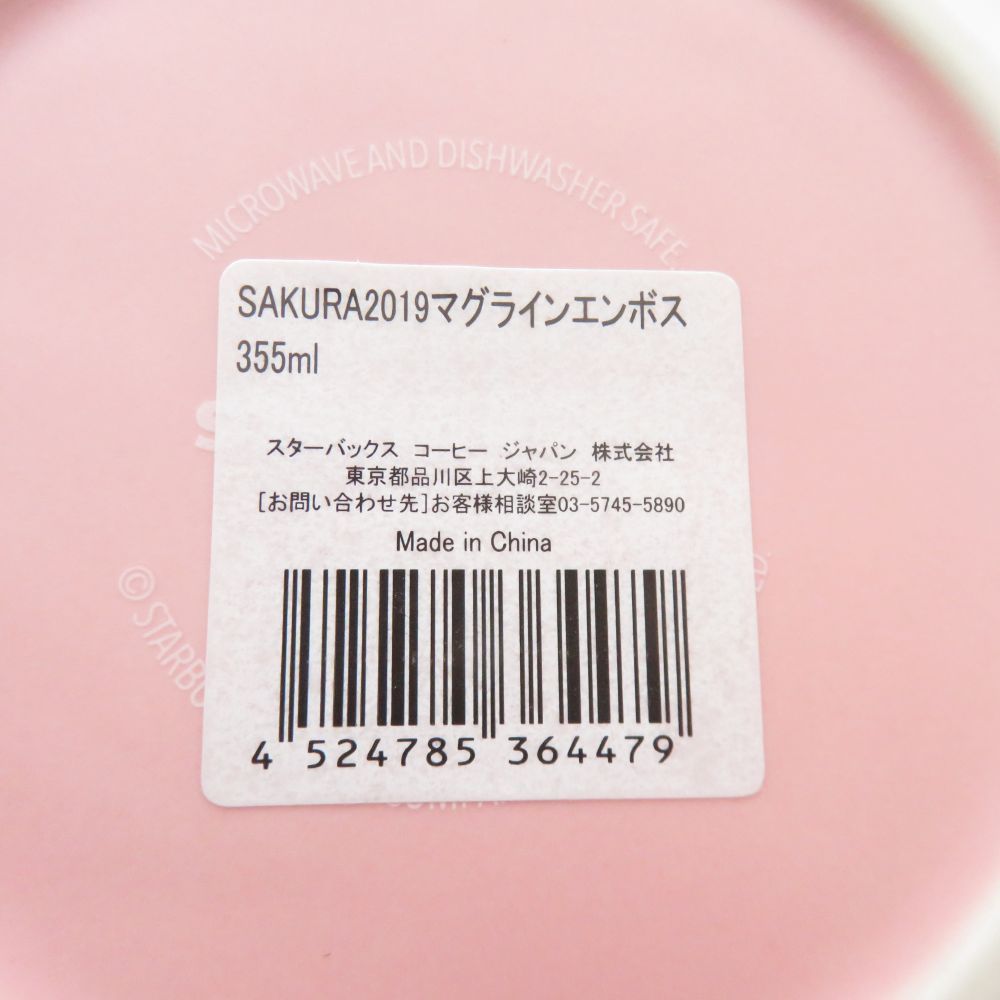 MICROWAVE AND DISHWASHER SAFE.
SAKURA2019マグラインエンボス
355ml
スターバックス コーヒー ジャパン 株式会社
東京都品川区上大崎2-25-2
[お問い合わせ先]お客様相談室03-5745-5890
Made in China
4 524785 364479
©